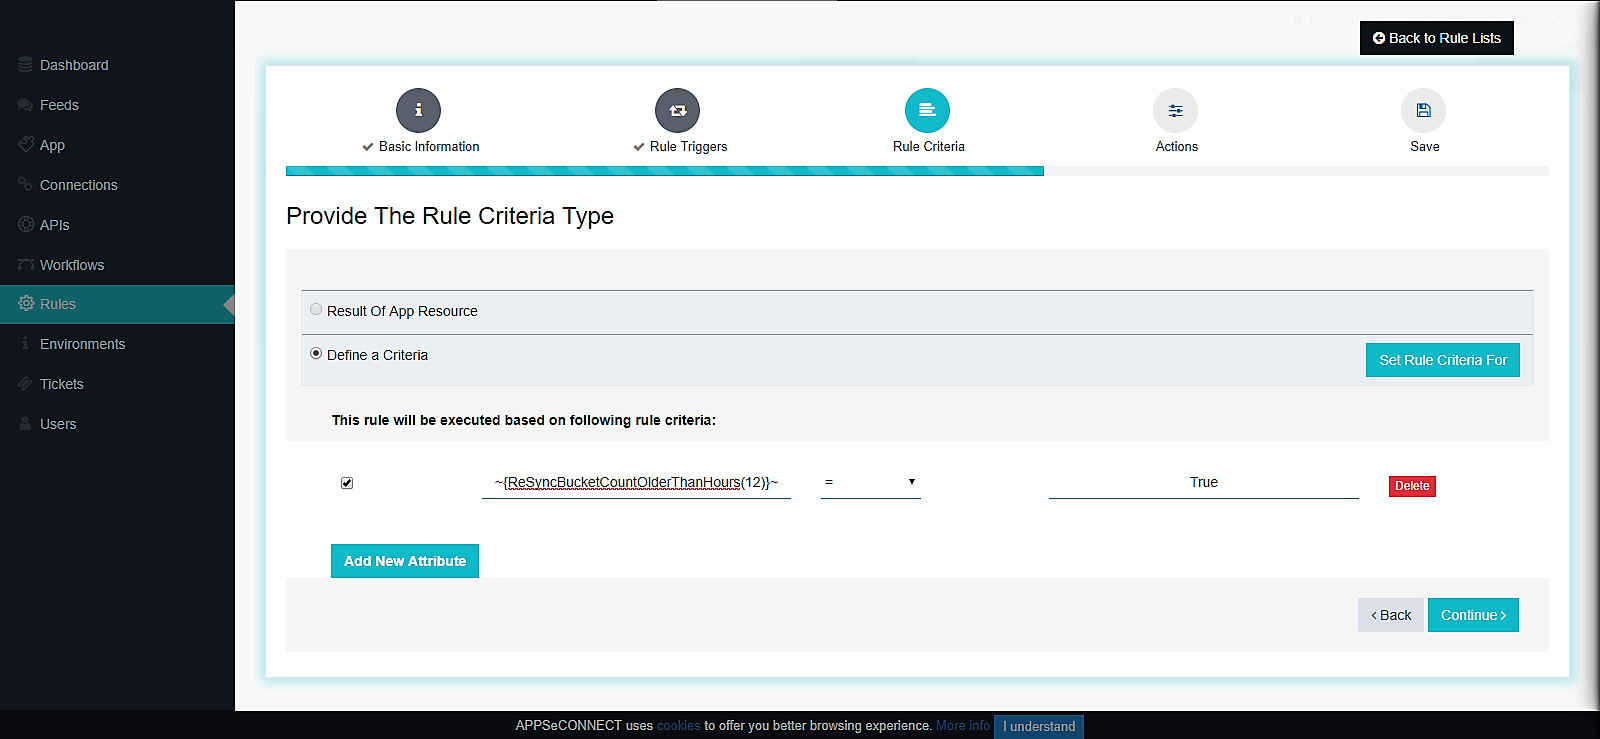 Back to Rule Lists
Dashboard
Feeds
App
Connections
APIs
Workflows
Rules
Environments
Tickets
Users
Basic Information
Rule Triggers
Rule Criteria
Actions
Save
Provide The Rule Criteria Type
Result Of App Resource
Define a Criteria
Set Rule Criteria For
This rule will be executed based on following rule criteria:
~{ReSyncBucketCountOlderThanHours(12)}~ = True Delete
Add New Attribute
< Back Continue >
APPSeCONNECT uses cookies to offer you better browsing experience. More info I understand